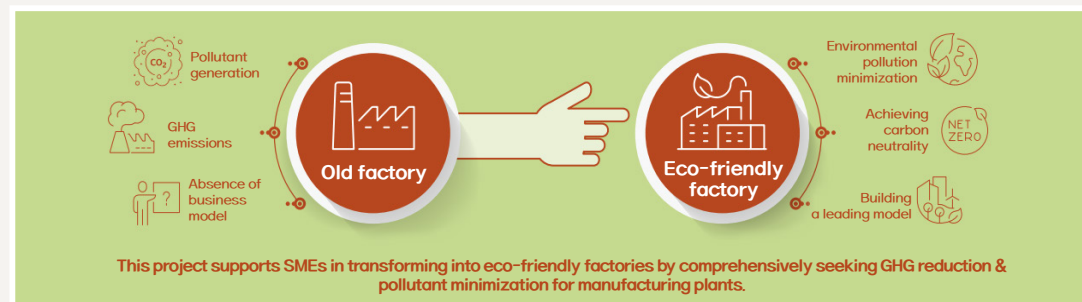 CO₂
Pollutant
generation
GHG
emissions
?
Absence of
business
model
Old factory
Eco-friendly
factory
Environmental
pollution
minimization
Achieving
carbon
neutrality
NET
ZERO
Building
a leading model
This project supports SMEs in transforming into eco-friendly factories by comprehensively seeking GHG reduction &
pollutant minimization for manufacturing plants.